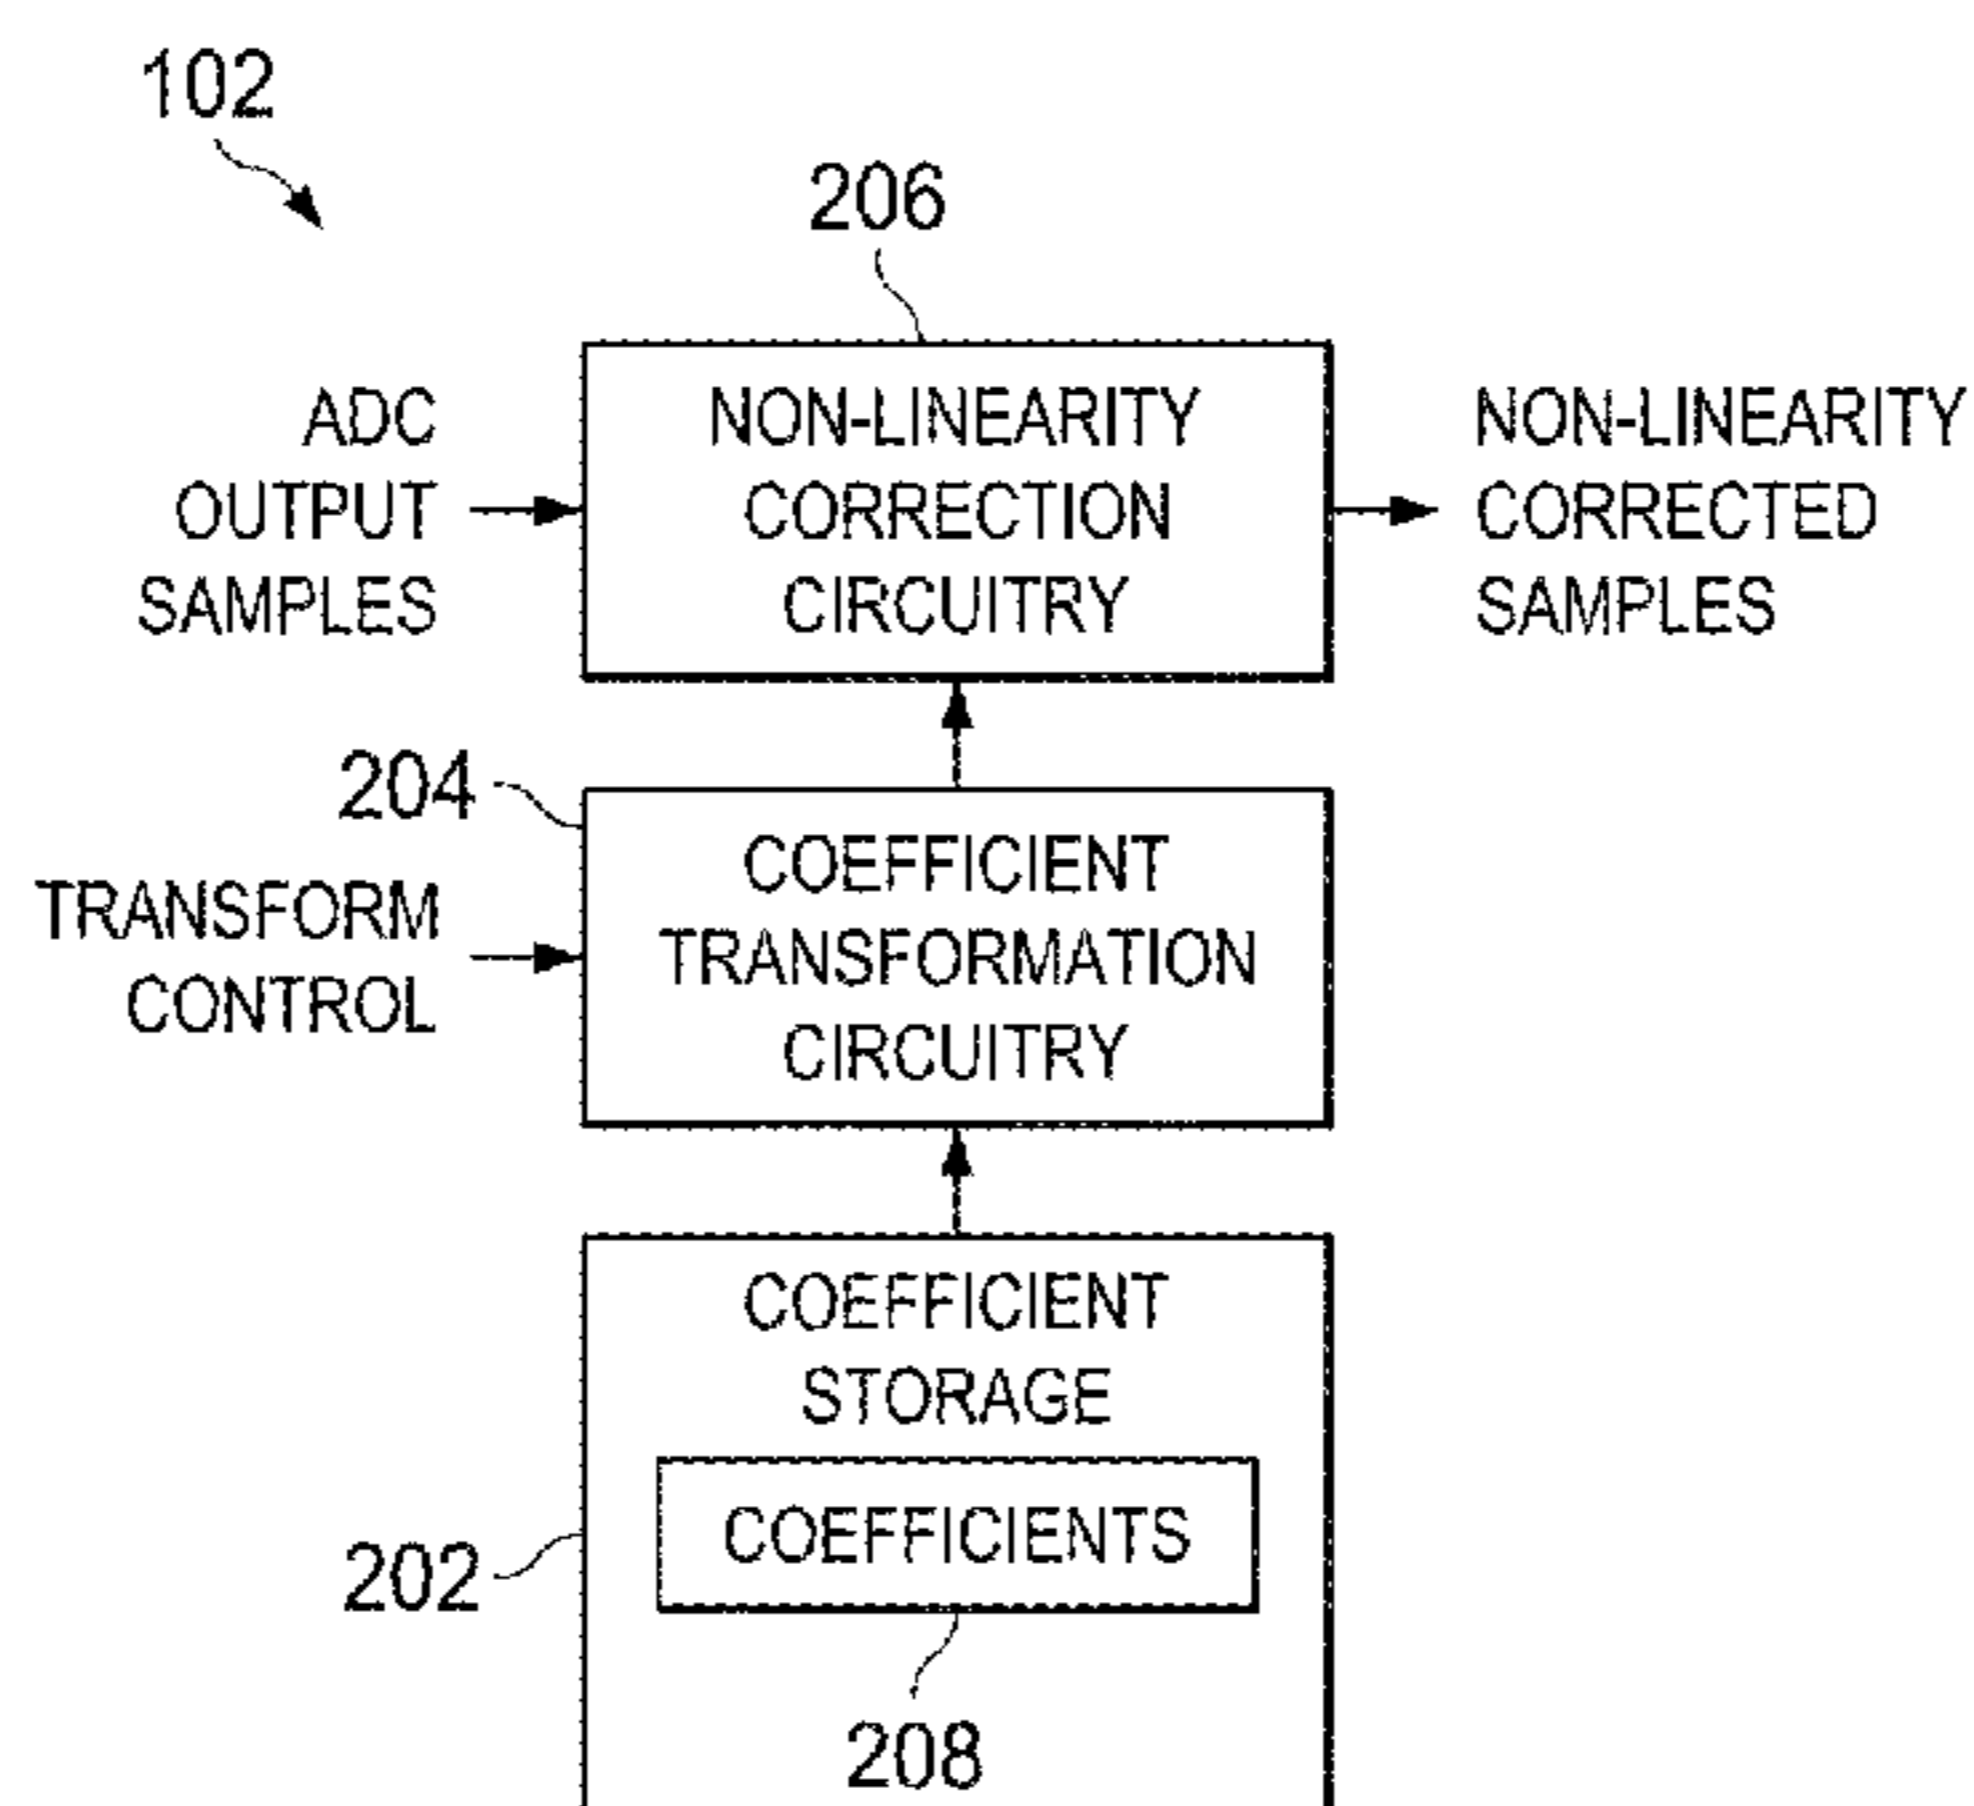 102
206
ADC
OUTPUT
SAMPLES
NON-LINEARITY
CORRECTION
CIRCUITRY
NON-LINEARITY
CORRECTED
SAMPLES
204
TRANSFORM
CONTROL
COEFFICIENT
TRANSFORMATION
CIRCUITRY
COEFFICIENT
STORAGE
COEFFICIENTS
202
208